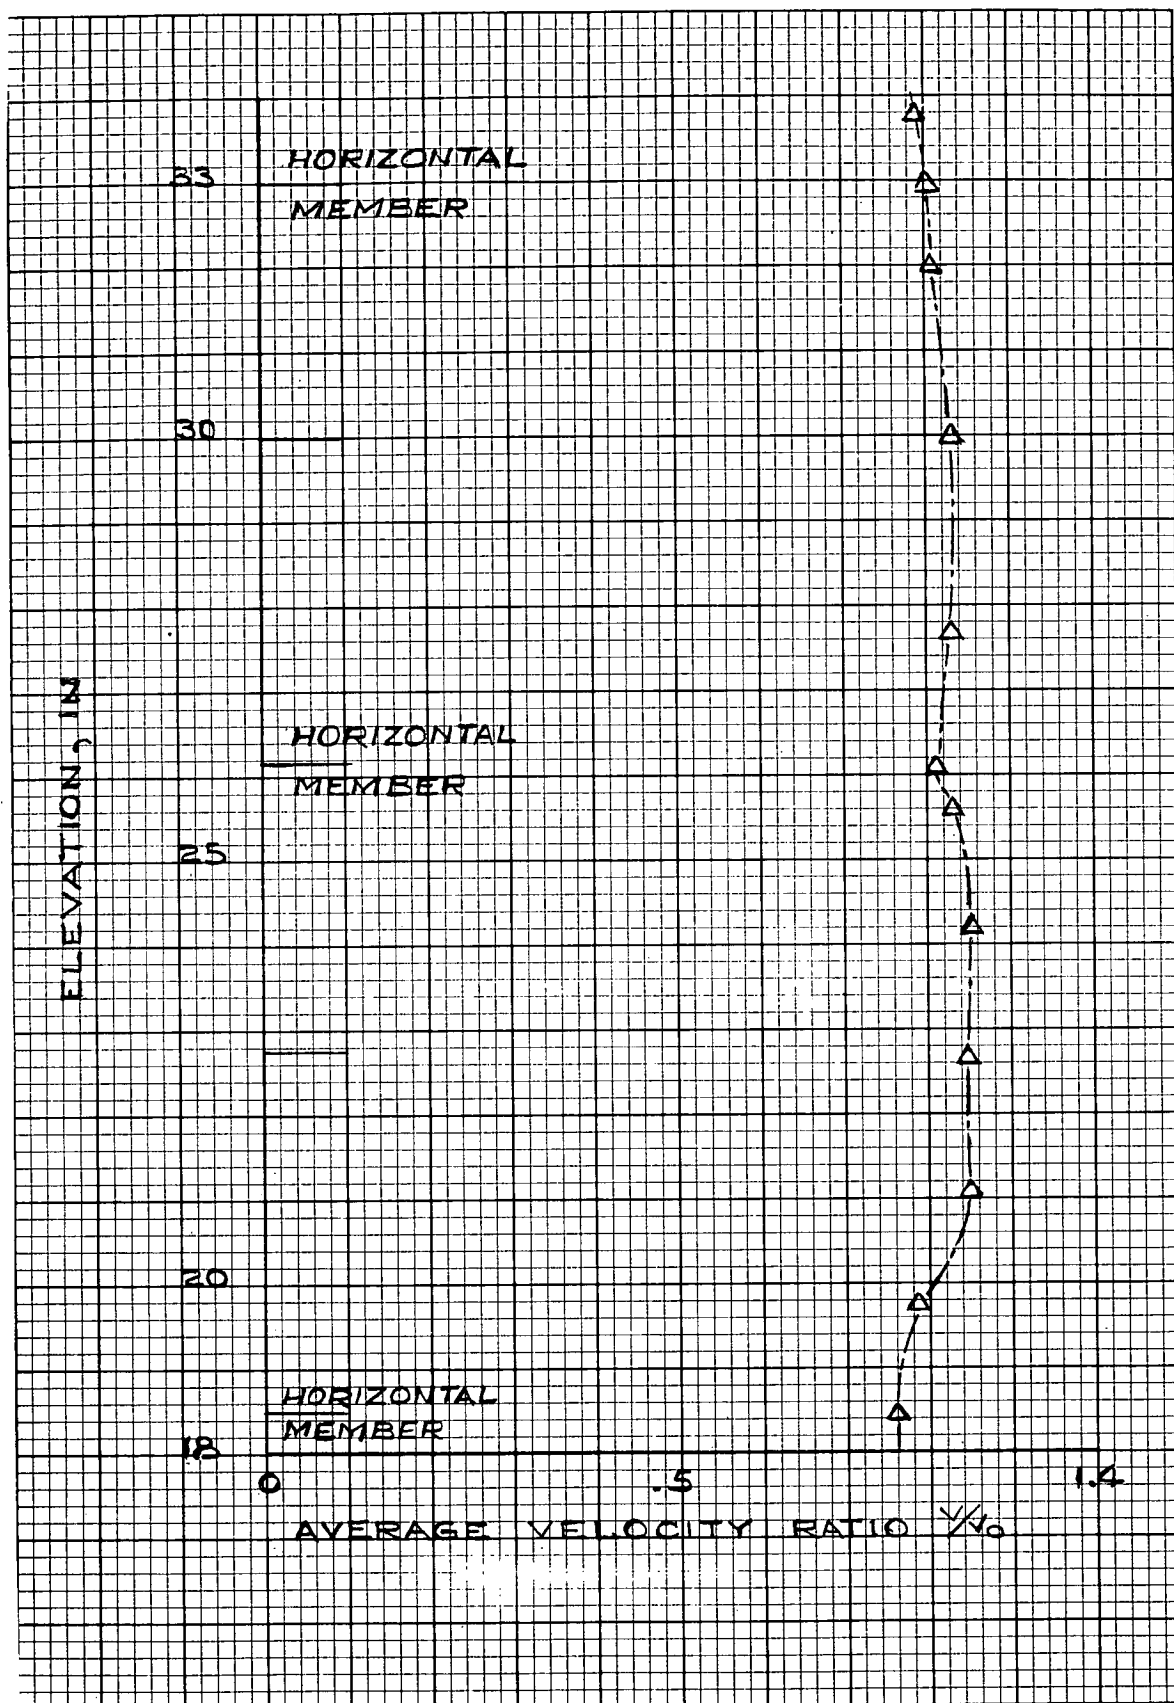 HORIZONTAL
33
MEMBER
30
HORIZONTAL
MEMBER
ELEVATION, IN
25
20
HORIZONTAL
MEMBER
18
0
.5
1.4
AVERAGE VELOCITY RATIO V/Vo